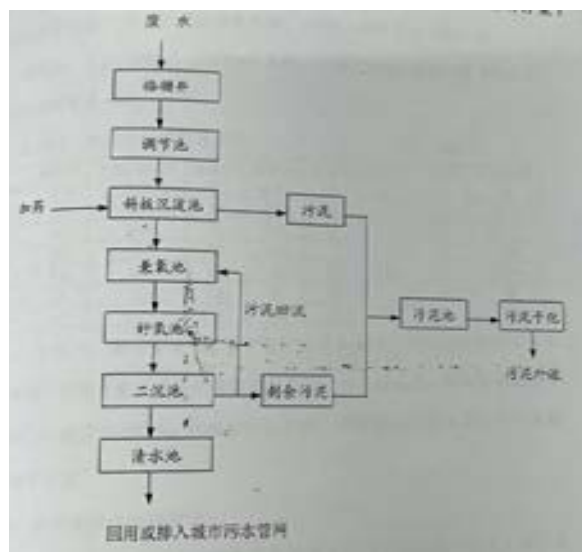 废 水
格栅井
调节池
加药
斜板沉淀池
污泥
兼氧池
污泥回流
好氧池
污泥池
污泥干化
二沉池
剩余污泥
污泥外运
清水池
回用或排入城市污水管网